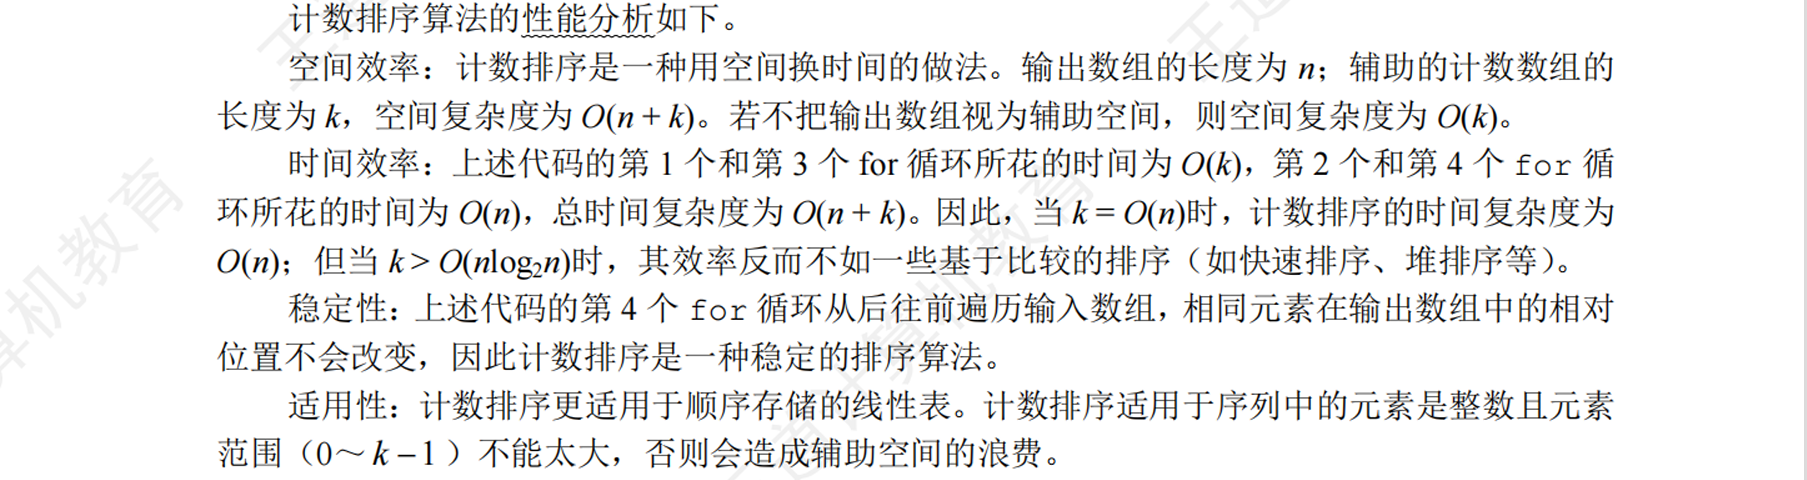 计数排序算法的性能分析如下。
空间效率：计数排序是一种用空间换时间的做法。输出数组的长度为 n；辅助的计数数组的
长度为 k，空间复杂度为 O(n + k)。若不把输出数组视为辅助空间，则空间复杂度为 O(k)。
时间效率：上述代码的第 1 个和第 3 个 for 循环所花的时间为 O(k)，第 2 个和第 4 个 for 循
环所花的时间为 O(n)，总时间复杂度为 O(n + k)。因此，当 k = O(n)时，计数排序的时间复杂度为
O(n)；但当 k > O(nlog₂n)时，其效率反而不如一些基于比较的排序（如快速排序、堆排序等）。
稳定性：上述代码的第 4 个 for 循环从后往前遍历输入数组，相同元素在输出数组中的相对
位置不会改变，因此计数排序是一种稳定的排序算法。
适用性：计数排序更适用于顺序存储的线性表。计数排序适用于序列中的元素是整数且元素
范围（0～k – 1）不能太大，否则会造成辅助空间的浪费。
王道
算机教育
道计算机教育